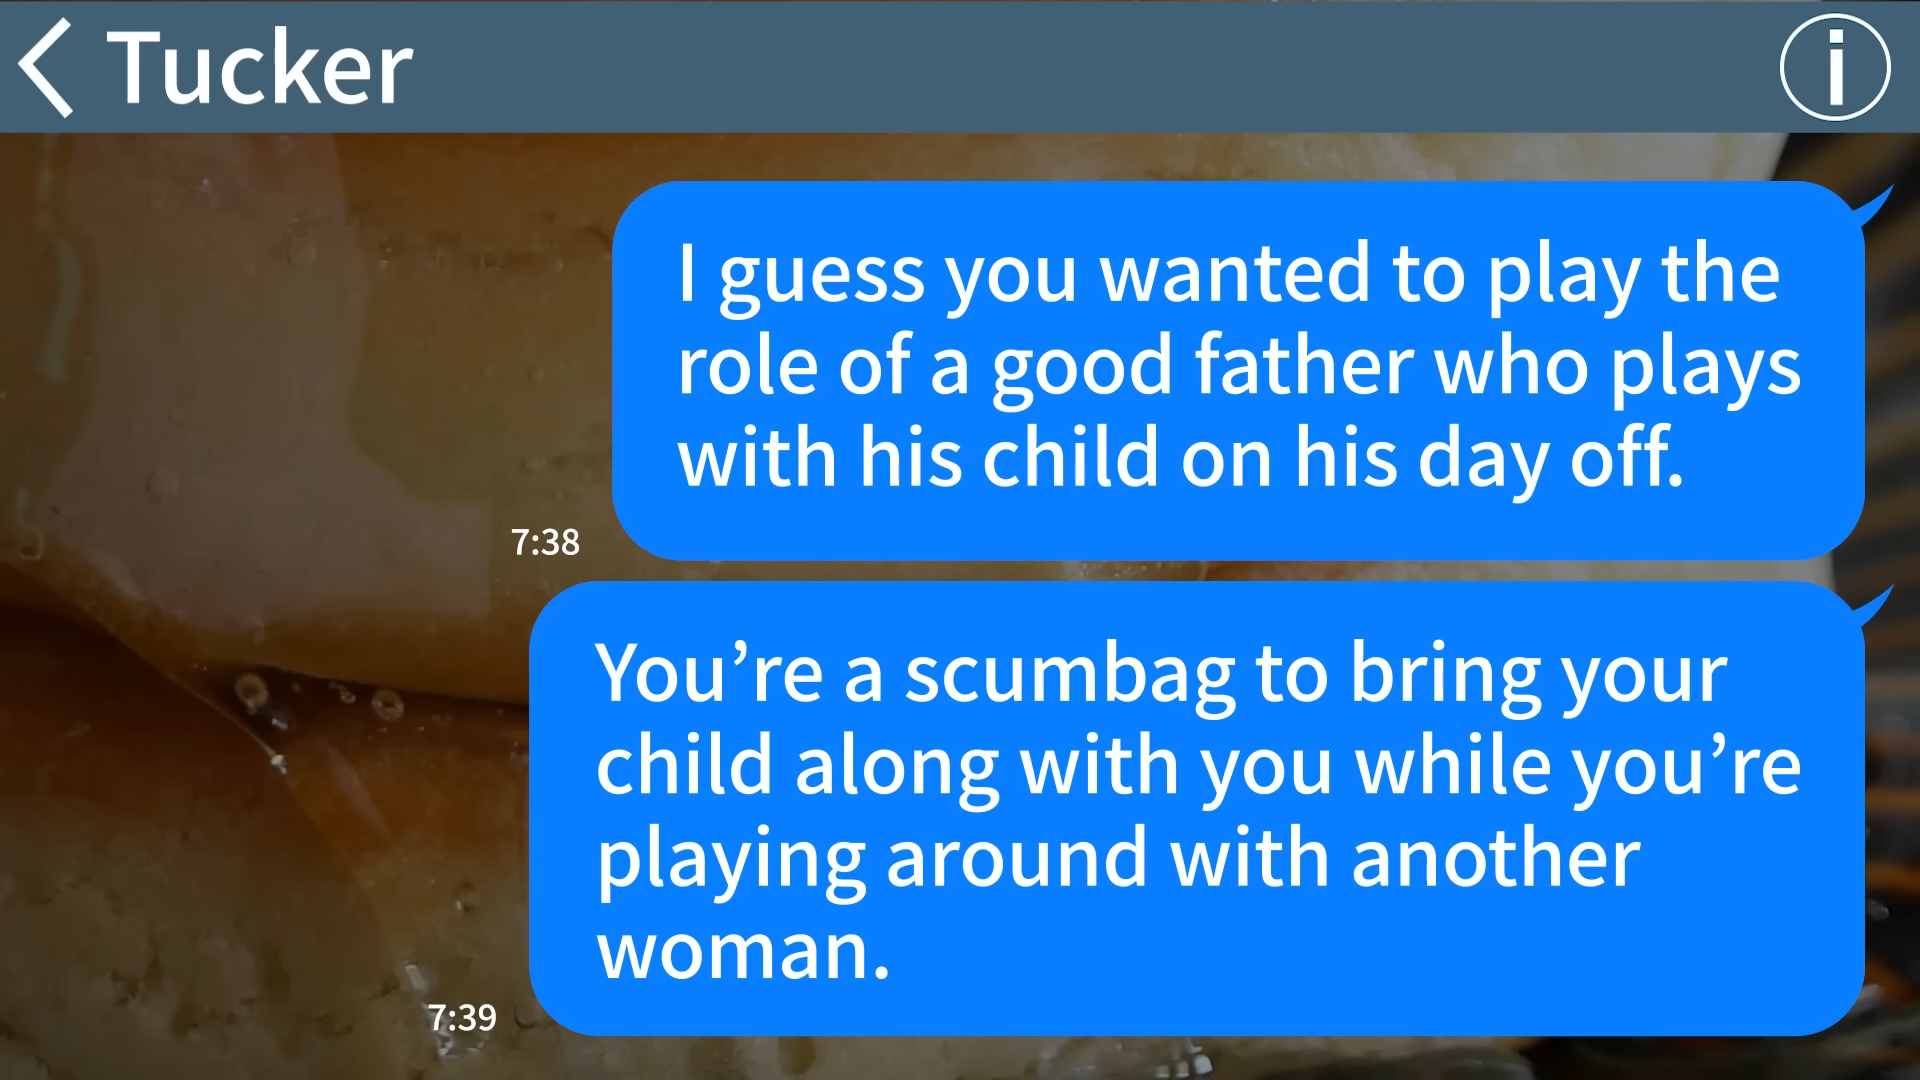 Tucker
I guess you wanted to play the
role of a good father who plays
with his child on his day off.
7:38
You’re a scumbag to bring your
child along with you while you’re
playing around with another
woman.
7:39